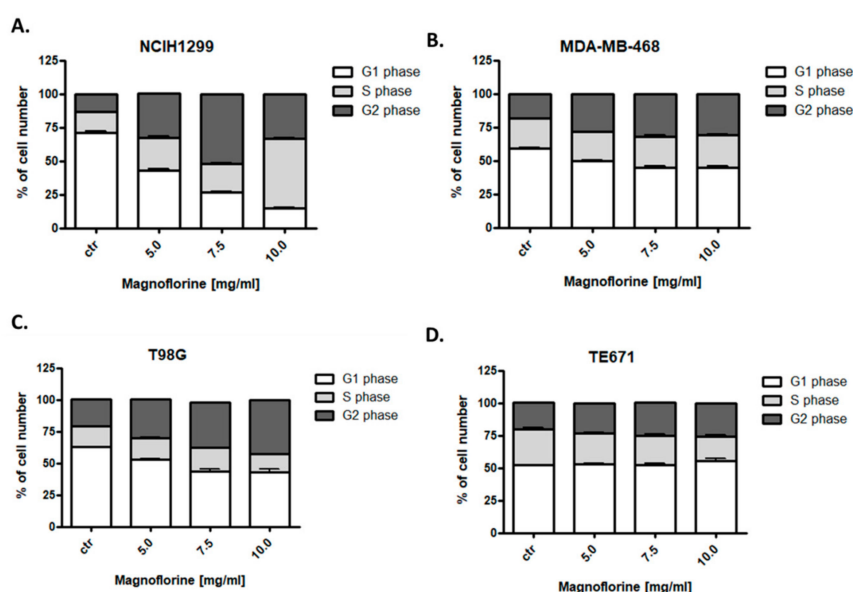 A.
NCIH1299
125
100
75
50
25
0
% of cell number
ctr
5.0
7.5
10.0
Magnoflorine [mg/ml]
G1 phase
S phase
G2 phase
B.
MDA-MB-468
125
100
75
50
25
0
% of cell number
ctr
5.0
7.5
10.0
Magnoflorine [mg/ml]
G1 phase
S phase
G2 phase
C.
T98G
125
100
75
50
25
0
% of cell number
ctr
5.0
7.5
10.0
Magnoflorine [mg/ml]
G1 phase
S phase
G2 phase
D.
TE671
125
100
75
50
25
0
% of cell number
ctr
5.0
7.5
10.0
Magnoflorine [mg/ml]
G1 phase
S phase
G2 phase